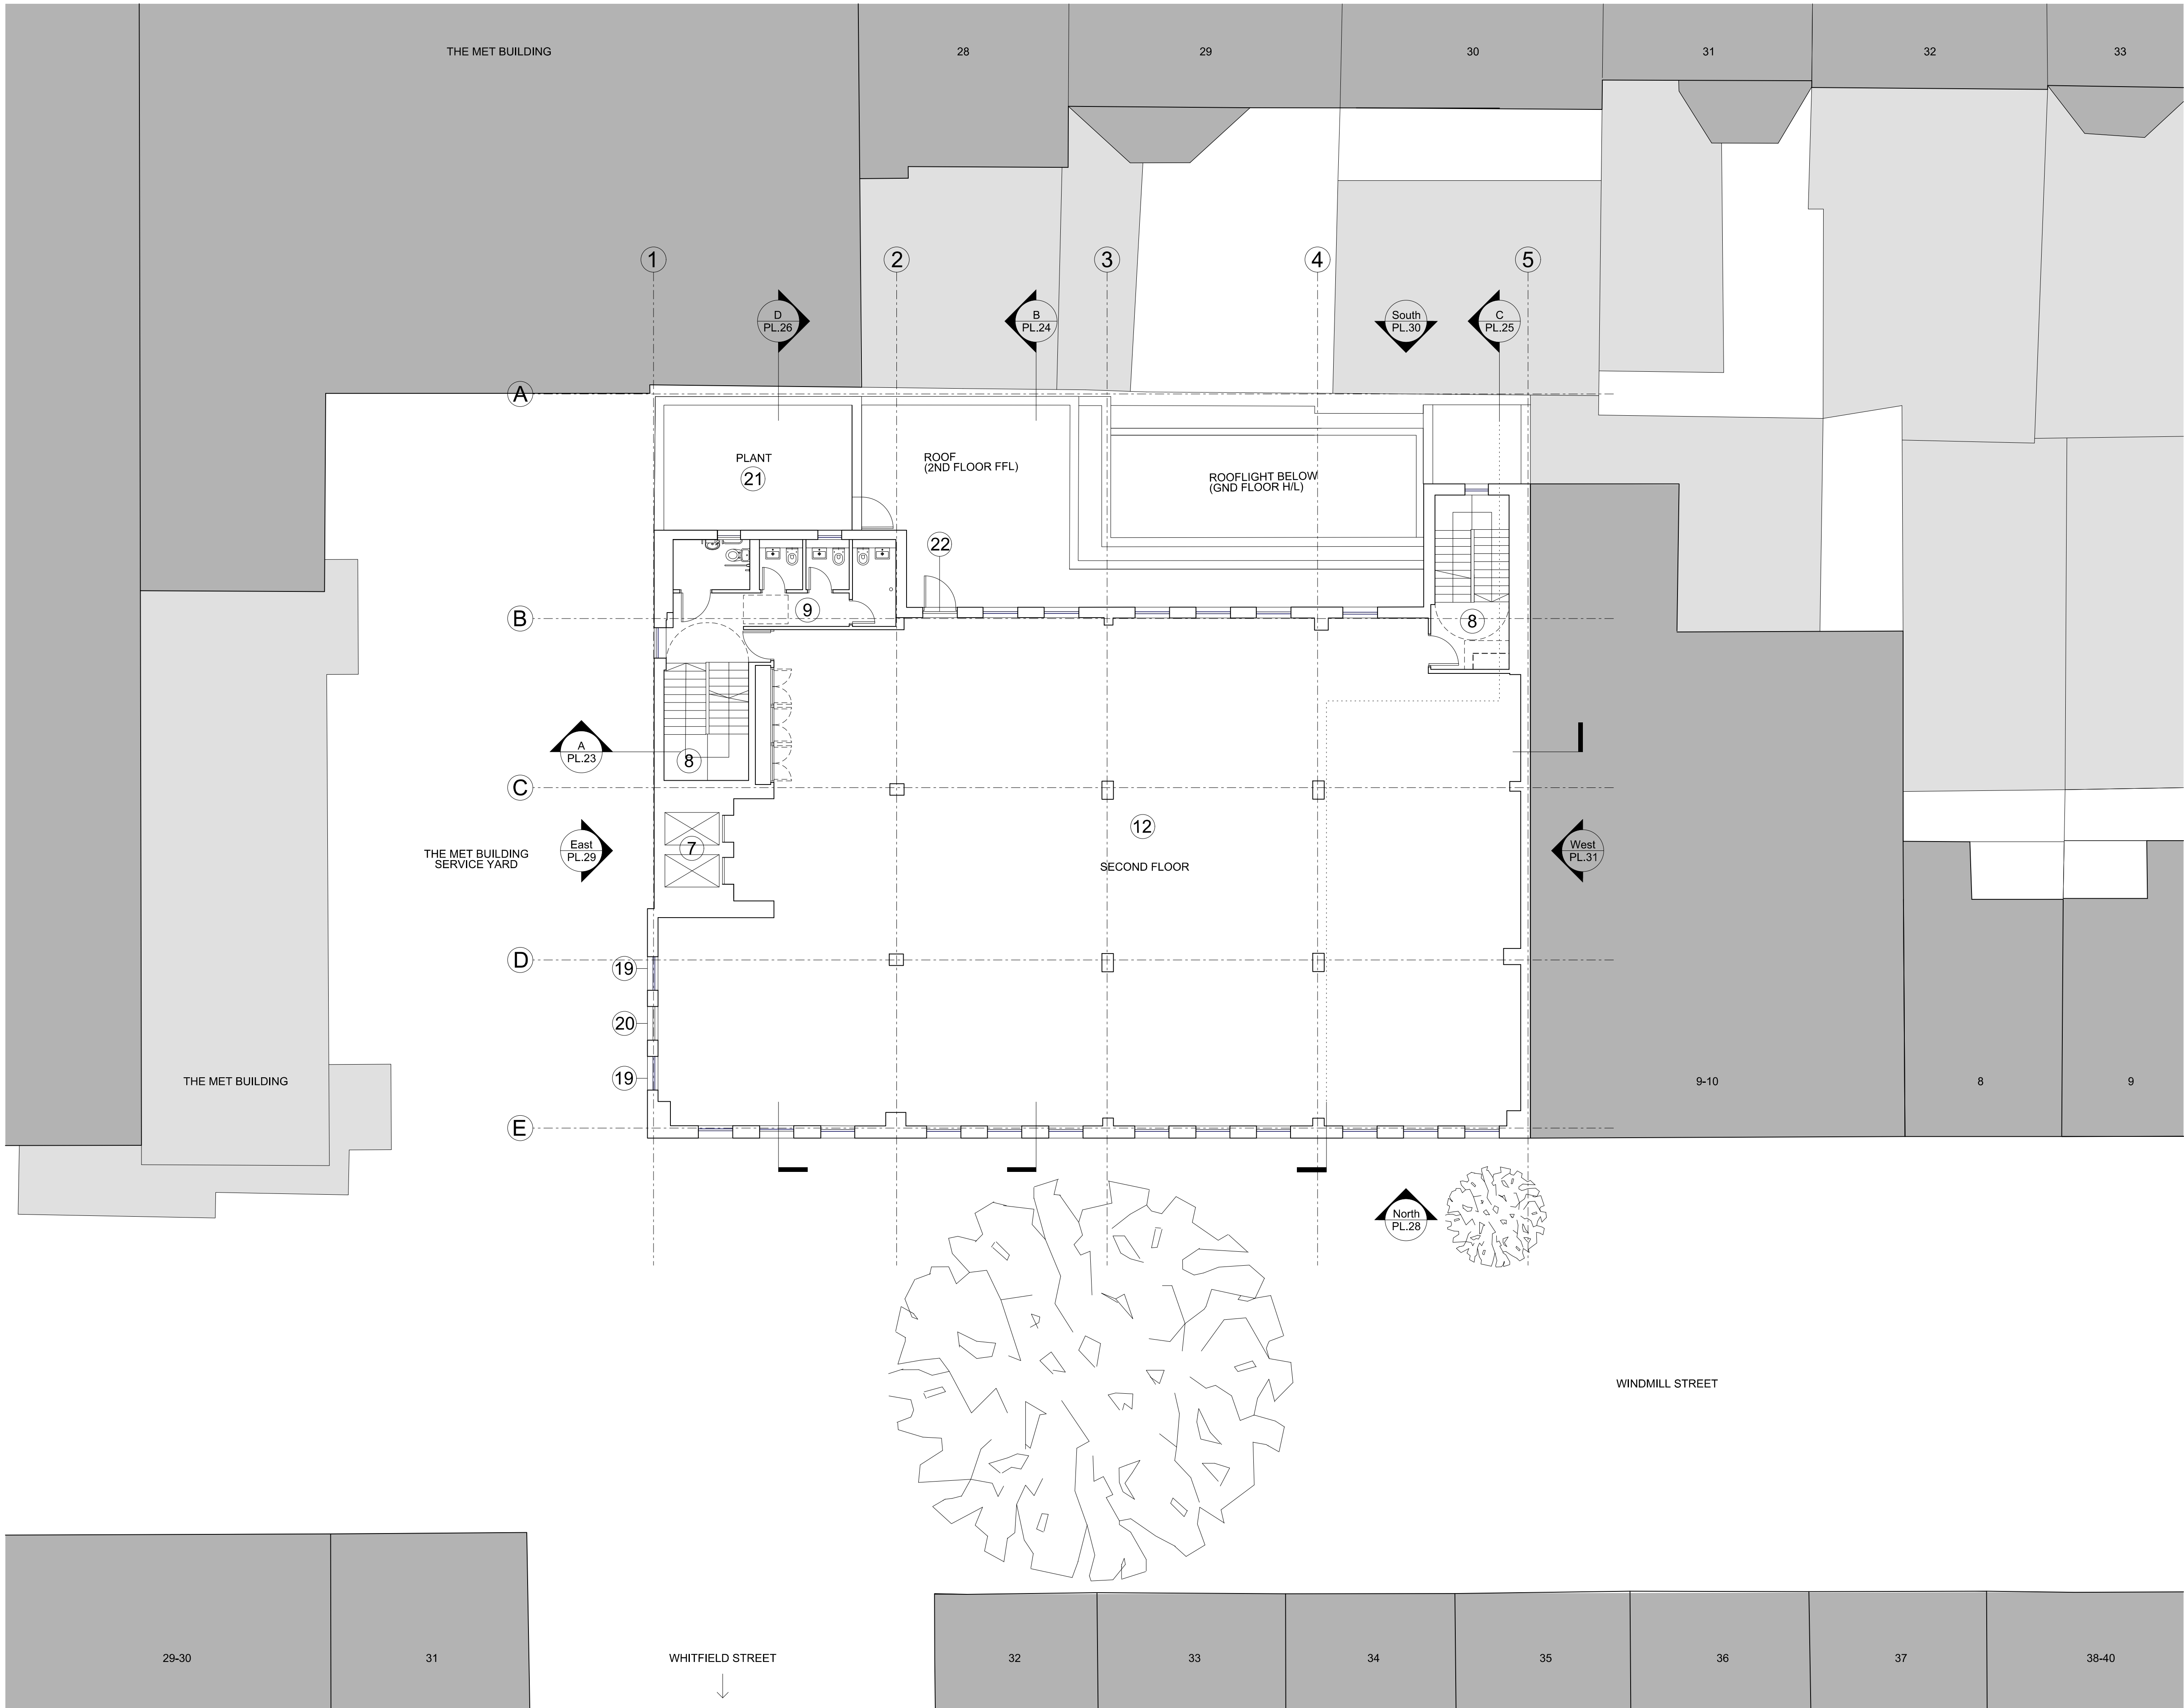 THE MET BUILDING
28
29
30
31
32
33
1
2
3
4
5
D
PL.26
B
PL.24
South
PL.30
C
PL.25
A
PLANT
21
ROOF
(2ND FLOOR FFL)
ROOFLIGHT BELOW
(GND FLOOR H/L)
22
9
B
8
A
PL.23
8
C
12
THE MET BUILDING
SERVICE YARD
East
PL.29
7
SECOND FLOOR
West
PL.31
D
19
20
19
THE MET BUILDING
9-10
8
9
E
North
PL.28
WINDMILL STREET
29-30
31
WHITFIELD STREET
32
33
34
35
36
37
38-40